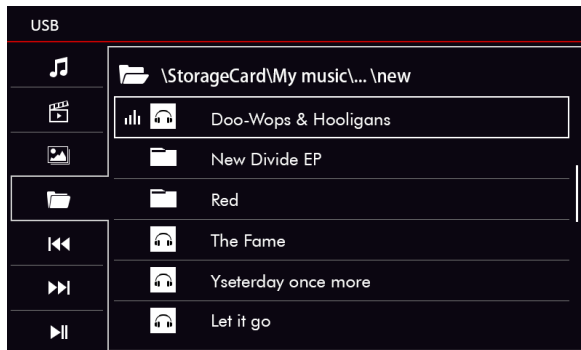 USB
\StorageCard\My music\... \new
Doo-Wops & Hooligans
New Divide EP
Red
The Fame
Yseterday once more
Let it go